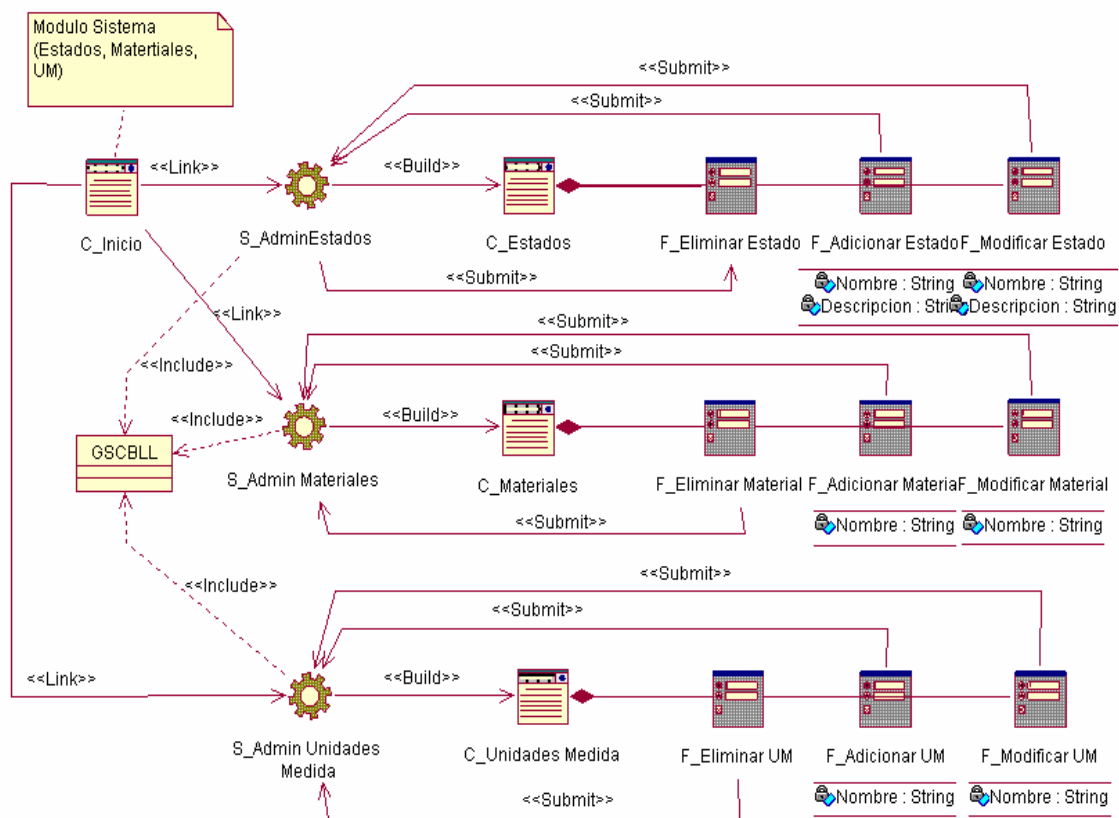 Modulo Sistema
(Estados, Matertiales,
UM)
<<Submit>>
<<Submit>>
<<Link>>
<<Build>>
C_Inicio
S_AdminEstados
C_Estados
F_Eliminar Estado
F_Adicionar Estado
F_Modificar Estado
<<Submit>>
Nombre : String
Nombre : String
Descripcion : String
Descripcion : String
<<Link>>
<<Submit>>
<<Submit>>
<<Include>>
<<Include>>
<<Build>>
GSCBLL
S_Admin Materiales
C_Materiales
F_Eliminar Material
F_Adicionar Material
F_Modificar Material
<<Submit>>
Nombre : String
Nombre : String
<<Include>>
<<Submit>>
<<Submit>>
<<Link>>
<<Build>>
S_Admin Unidades
Medida
C_Unidades Medida
F_Eliminar UM
F_Adicionar UM
F_Modificar UM
<<Submit>>
Nombre : String
Nombre : String